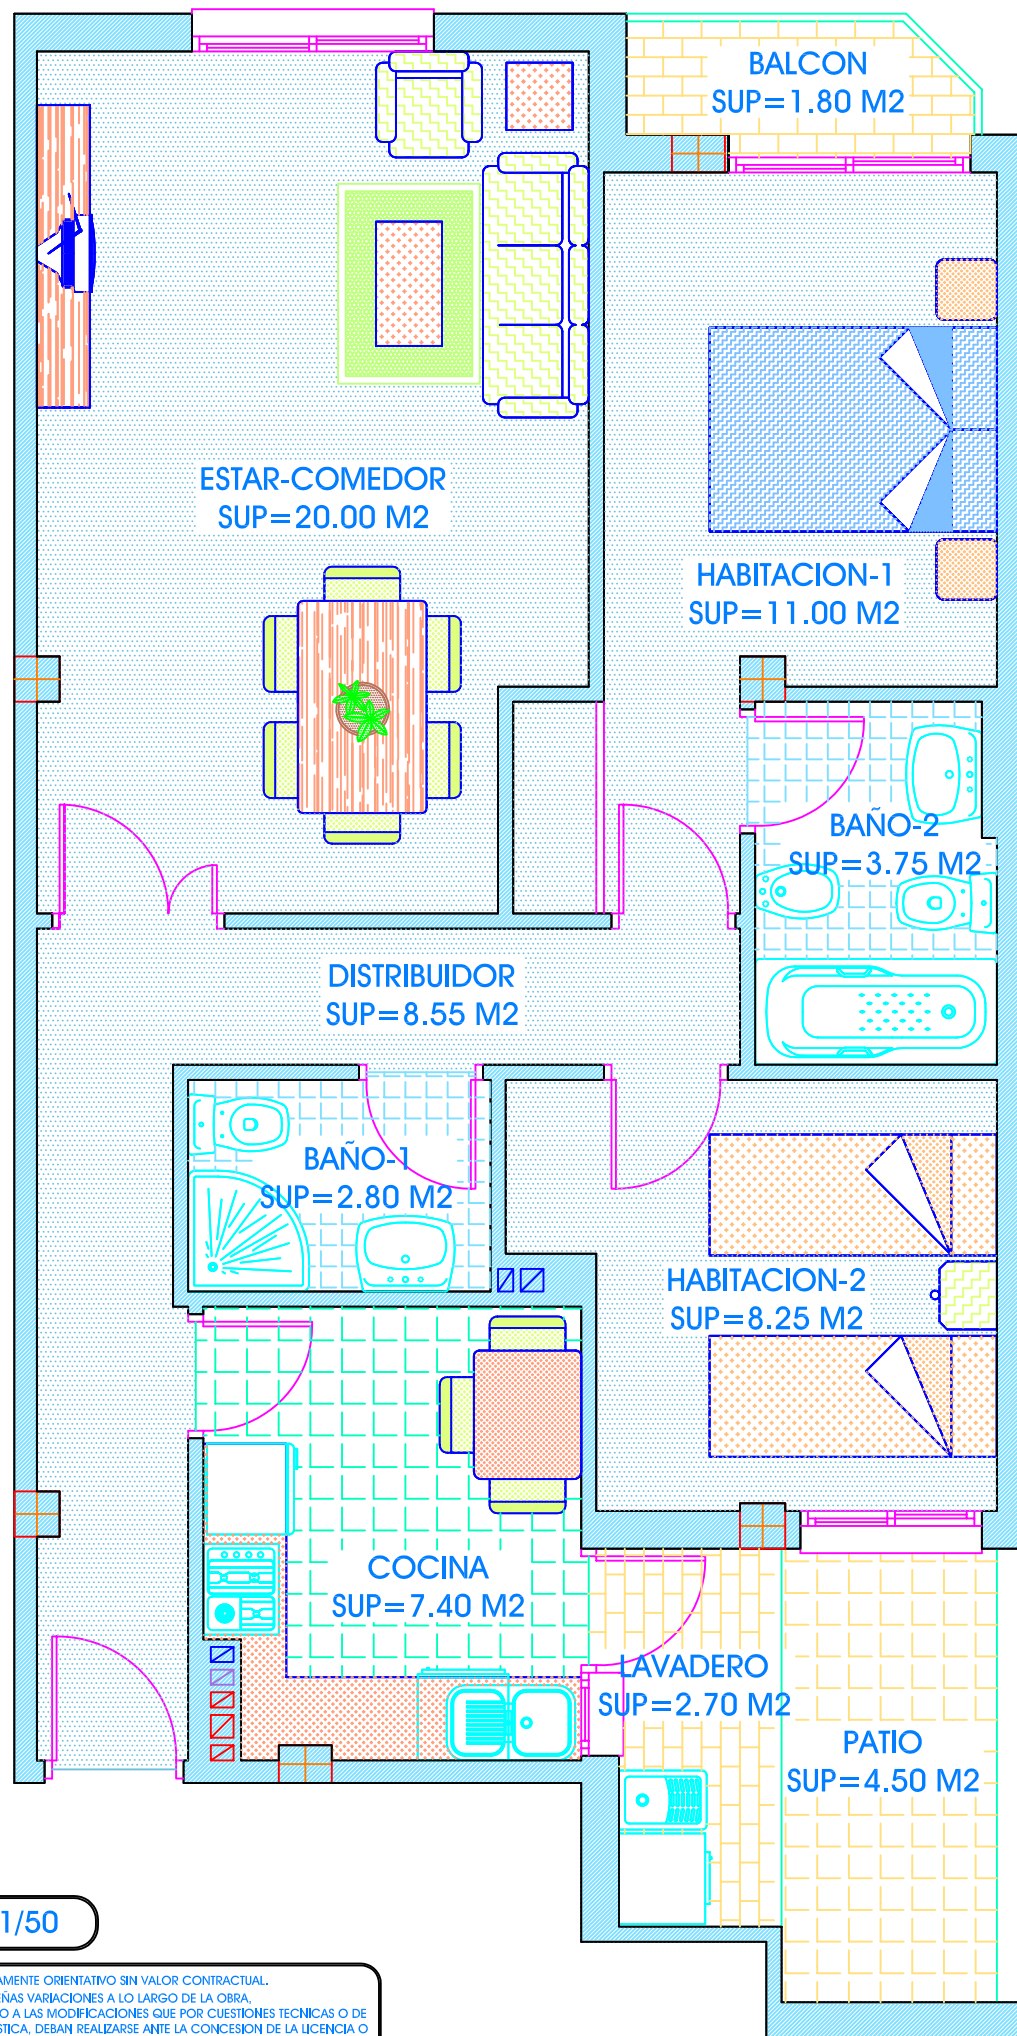 BALCON
SUP=1.80 M2
ESTAR-COMEDOR
SUP=20.00 M2
HABITACION-1
SUP=11.00 M2
BAÑO-2
SUP=3.75 M2
DISTRIBUIDOR
SUP=8.55 M2
BAÑO-1
SUP=2.80 M2
HABITACION-2
SUP=8.25 M2
COCINA
SUP=7.40 M2
LAVADERO
SUP=2.70 M2
PATIO
SUP=4.50 M2
1/50
AMENTE ORIENTATIVO SIN VALOR CONTRACTUAL.
EÑAS VARIACIONES A LO LARGO DE LA OBRA,
O A LAS MODIFICACIONES QUE POR CUESTIONES TECNICAS O DE
STICA, DEBAN REALIZARSE ANTE LA CONCESION DE LA LICENCIA O